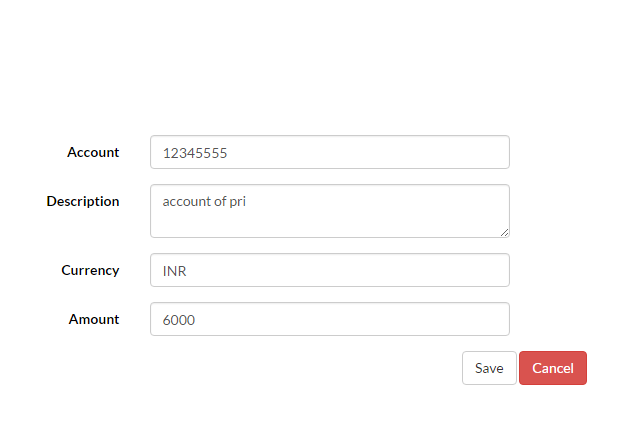 Account 12345555
Description account of pri
Currency INR
Amount 6000
Save Cancel